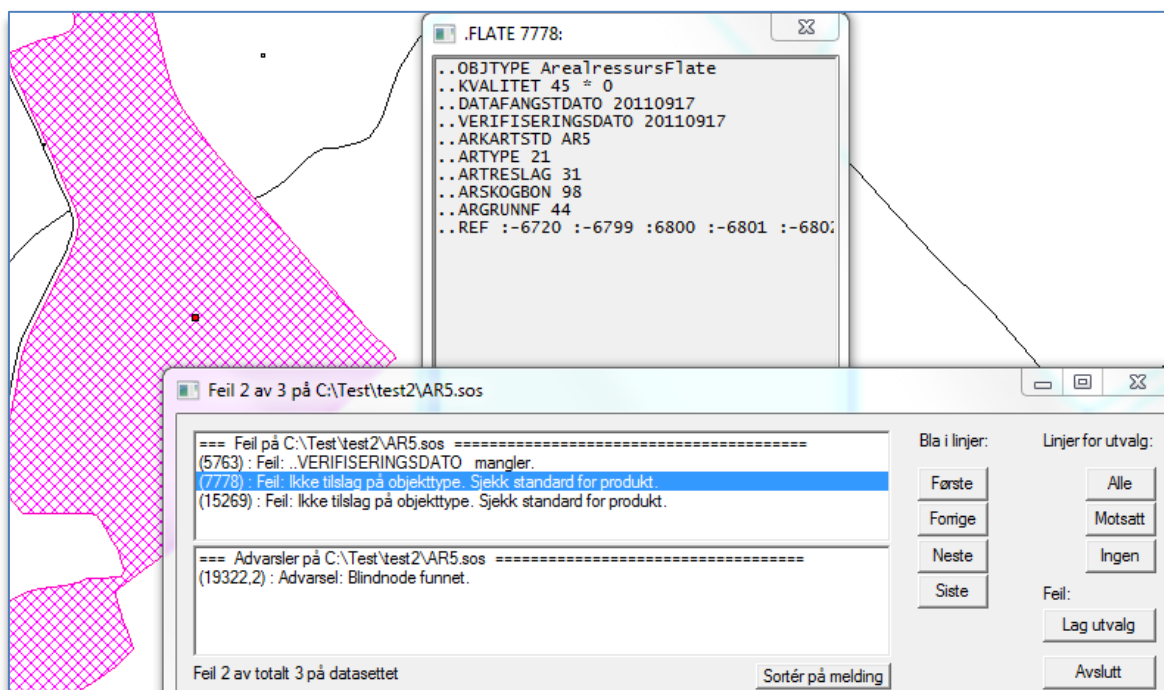 .FLATE 7778:
..OBJTYPE ArealressursFlate
..KVALITET 45 * 0
..DATAFANGSTDATO 20110917
..VERIFISERINGSDATO 20110917
..ARKARTSTD AR5
..ARTYPE 21
..ARTRESLAG 31
..ARSKOGBON 98
..ARGRUNNF 44
..REF :-6720 :-6799 :6800 :-6801 :-6802
Feil 2 av 3 på C:\Test\test2\AR5.sos
=== Feil på C:\Test\test2\AR5.sos ========================================
(5763) : Feil: ..VERIFISERINGSDATO mangler.
(7778) : Feil: Ikke tilslag på objekttype. Sjekk standard for produkt.
(15269) : Feil: Ikke tilslag på objekttype. Sjekk standard for produkt.
=== Advarsler på C:\Test\test2\AR5.sos ===================================
(19322,2) : Advarsel: Blindnode funnet.
Feil 2 av totalt 3 på datasettet
Sortér på melding
Bla i linjer:
Første
Forrige
Neste
Siste
Linjer for utvalg:
Alle
Motsatt
Ingen
Feil:
Lag utvalg
Avslutt